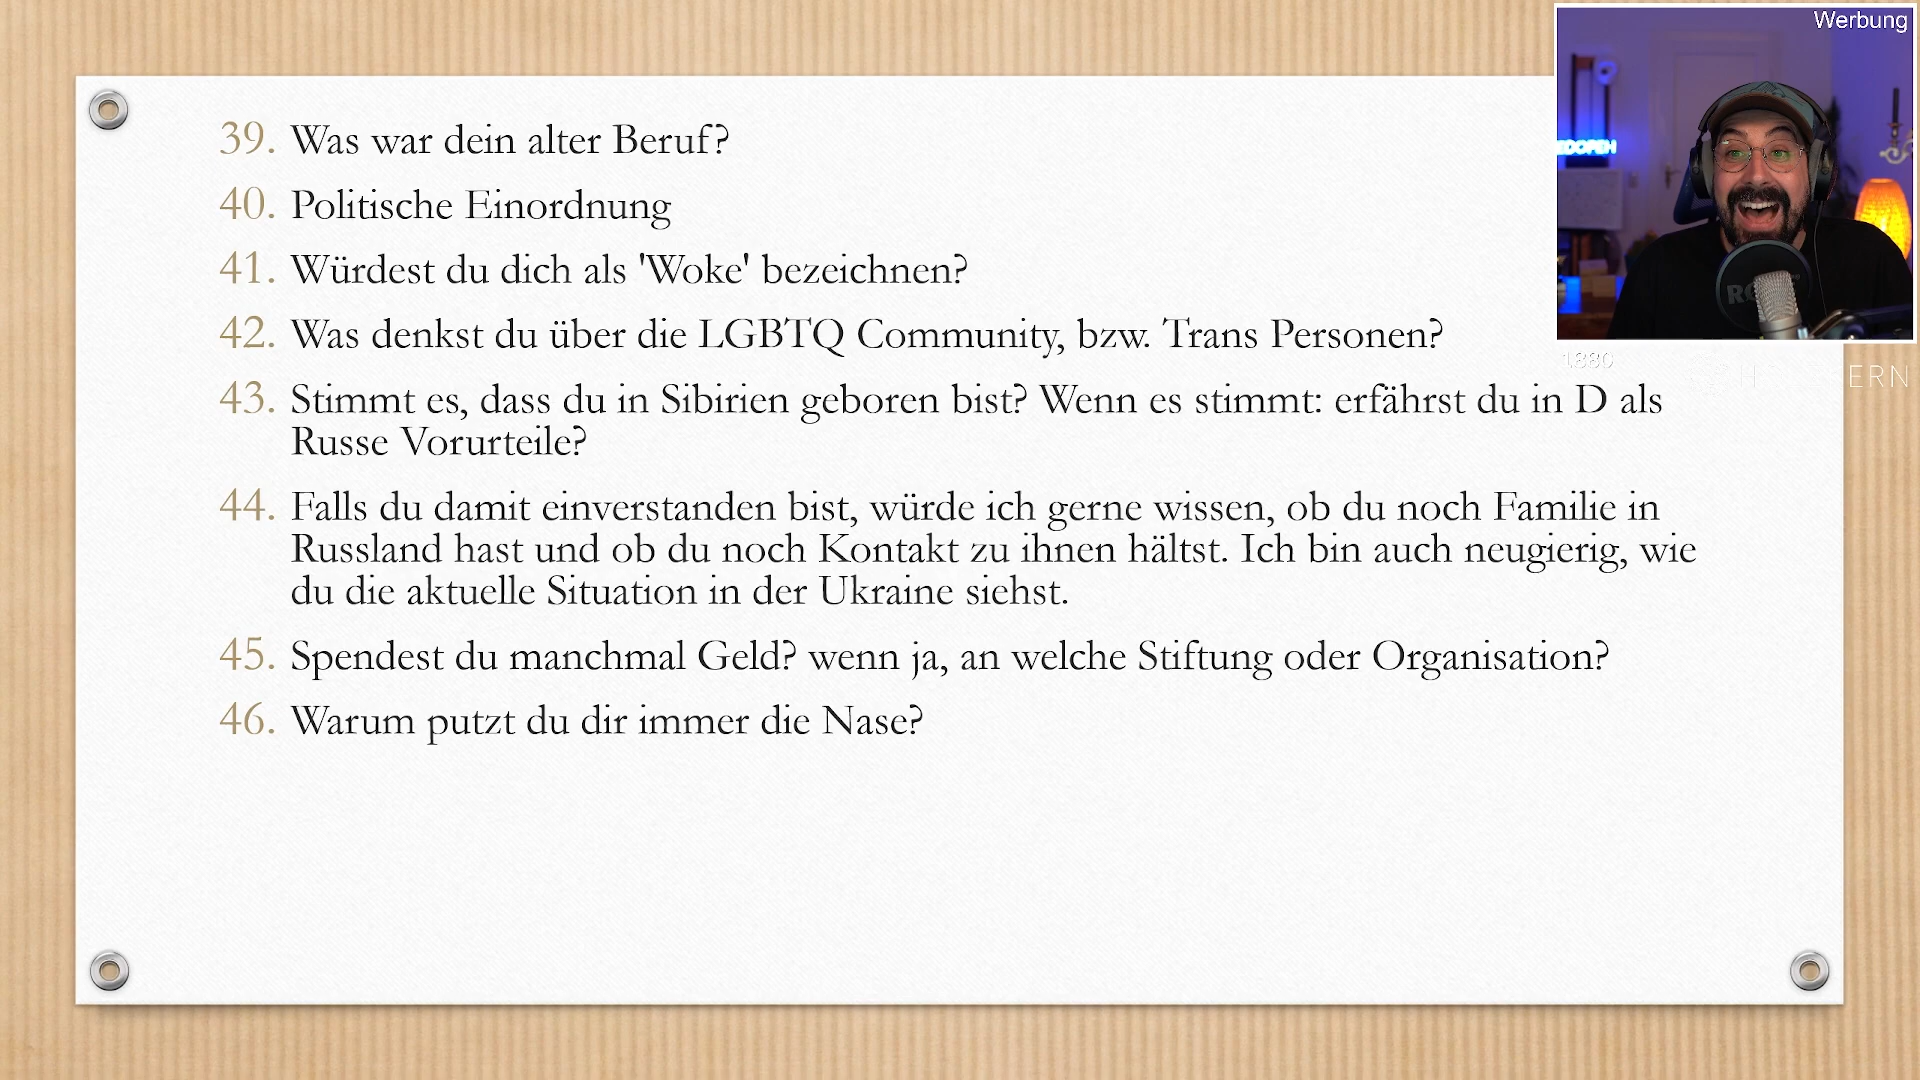 Werbung
39. Was war dein alter Beruf?
40. Politische Einordnung
41. Würdest du dich als 'Woke' bezeichnen?
42. Was denkst du über die LGBTQ Community, bzw. Trans Personen?
1880
ERN
43. Stimmt es, dass du in Sibirien geboren bist? Wenn es stimmt: erfährst du in D als
Russe Vorurteile?
44. Falls du damit einverstanden bist, würde ich gerne wissen, ob du noch Familie in
Russland hast und ob du noch Kontakt zu ihnen hältst. Ich bin auch neugierig, wie
du die aktuelle Situation in der Ukraine siehst.
45. Spendest du manchmal Geld? wenn ja, an welche Stiftung oder Organisation?
46. Warum putzt du dir immer die Nase?